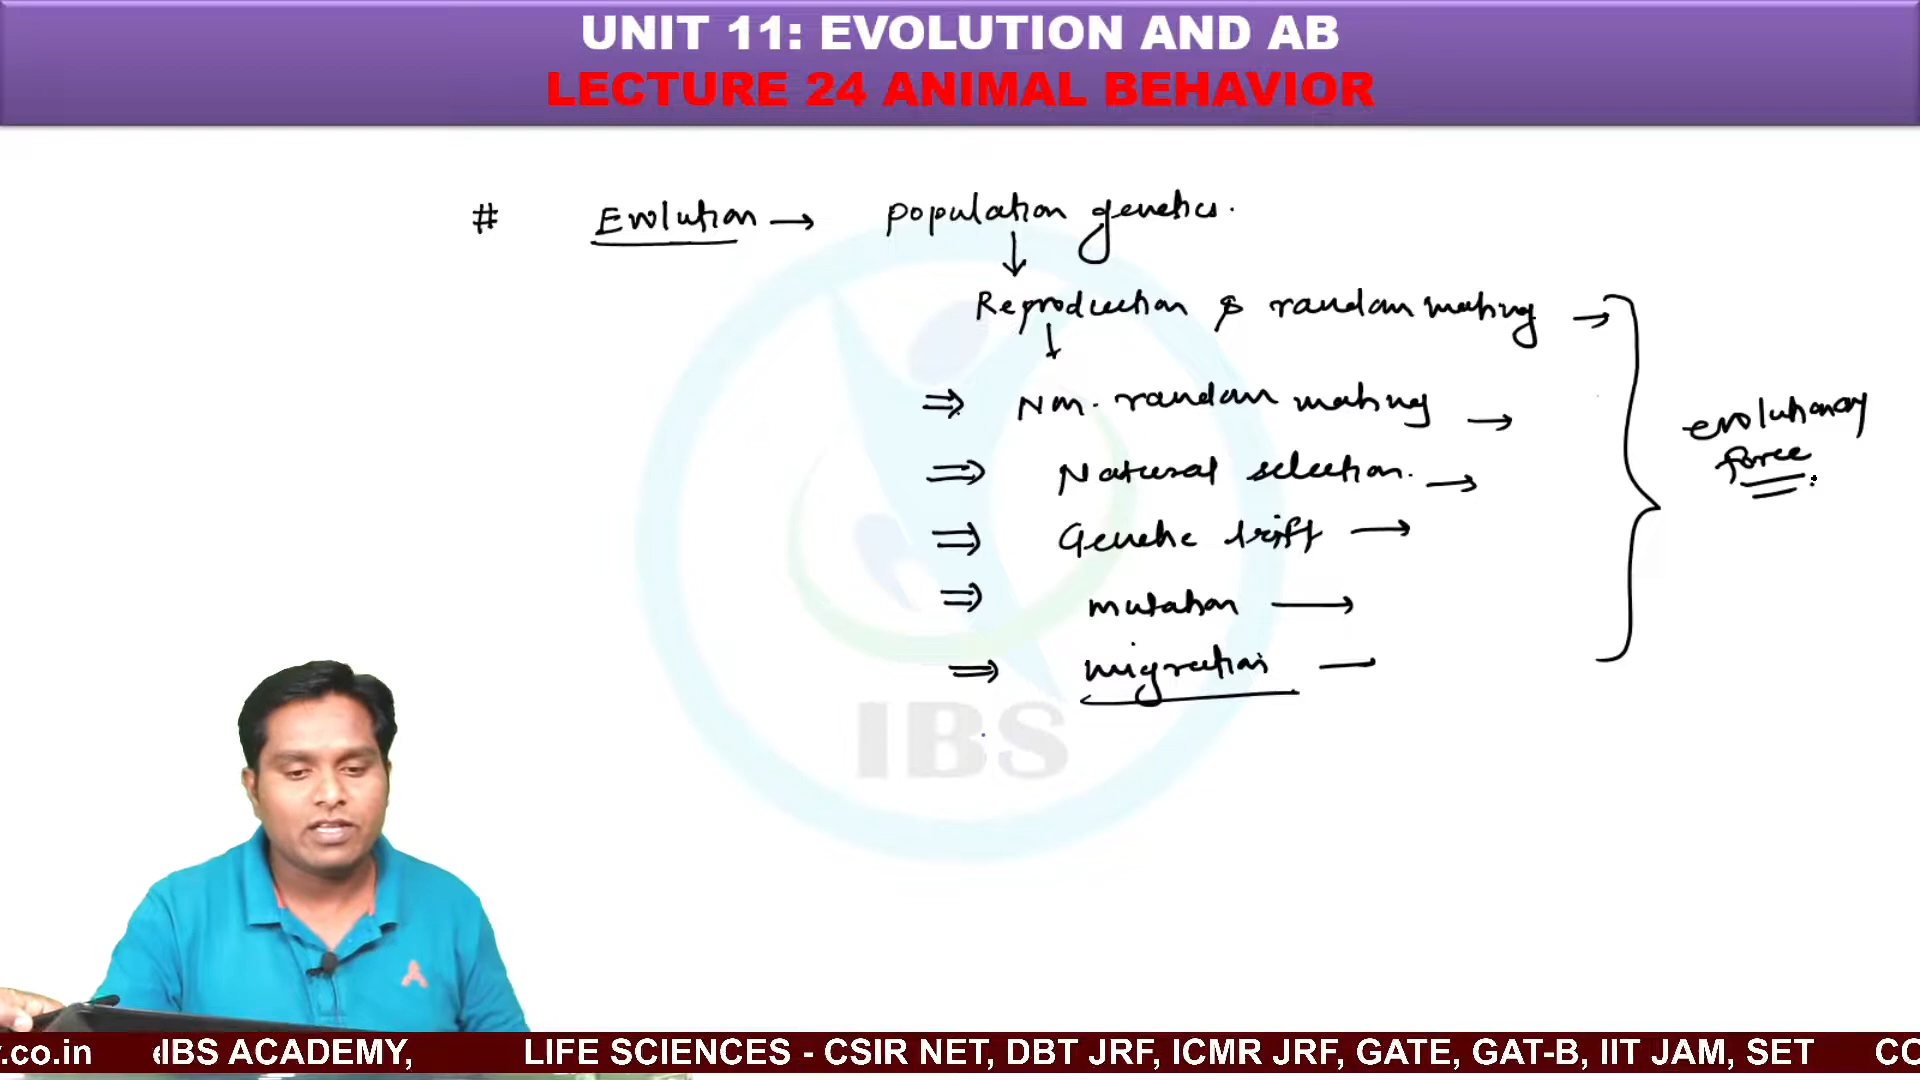 UNIT 11: EVOLUTION AND AB
LECTURE 24 ANIMAL BEHAVIOR
# Evolution → population genetics.
↓
Reproduction & random mating →
↓
⇒ Non. random mating →
⇒ Natural selection. →
evolutionary
force
⇒ Genetic drift →
⇒ mutation →
⇒ migration —
IBS
y.co.in IBS ACADEMY, LIFE SCIENCES - CSIR NET, DBT JRF, ICMR JRF, GATE, GAT-B, IIT JAM, SET CO